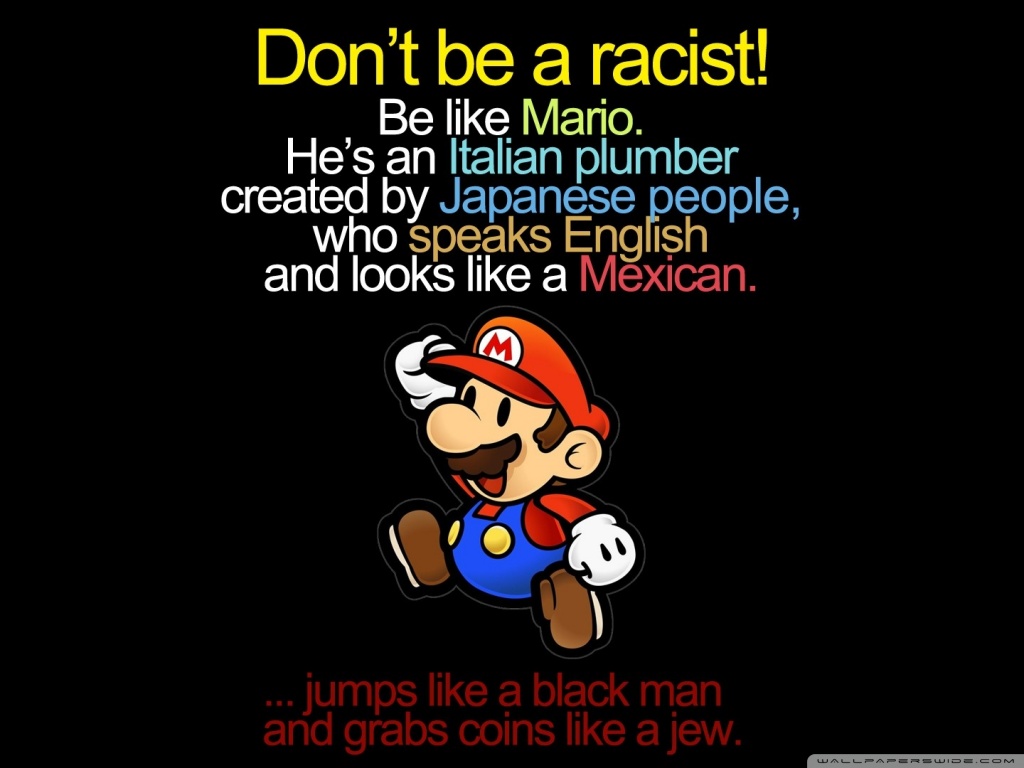 Don't be a racist!
Be like Mario.
He's an Italian plumber
created by Japanese people,
who speaks English
and looks like a Mexican.
M
... jumps like a black man
and grabs coins like a jew.
WALLPAPERSWIDE.COM